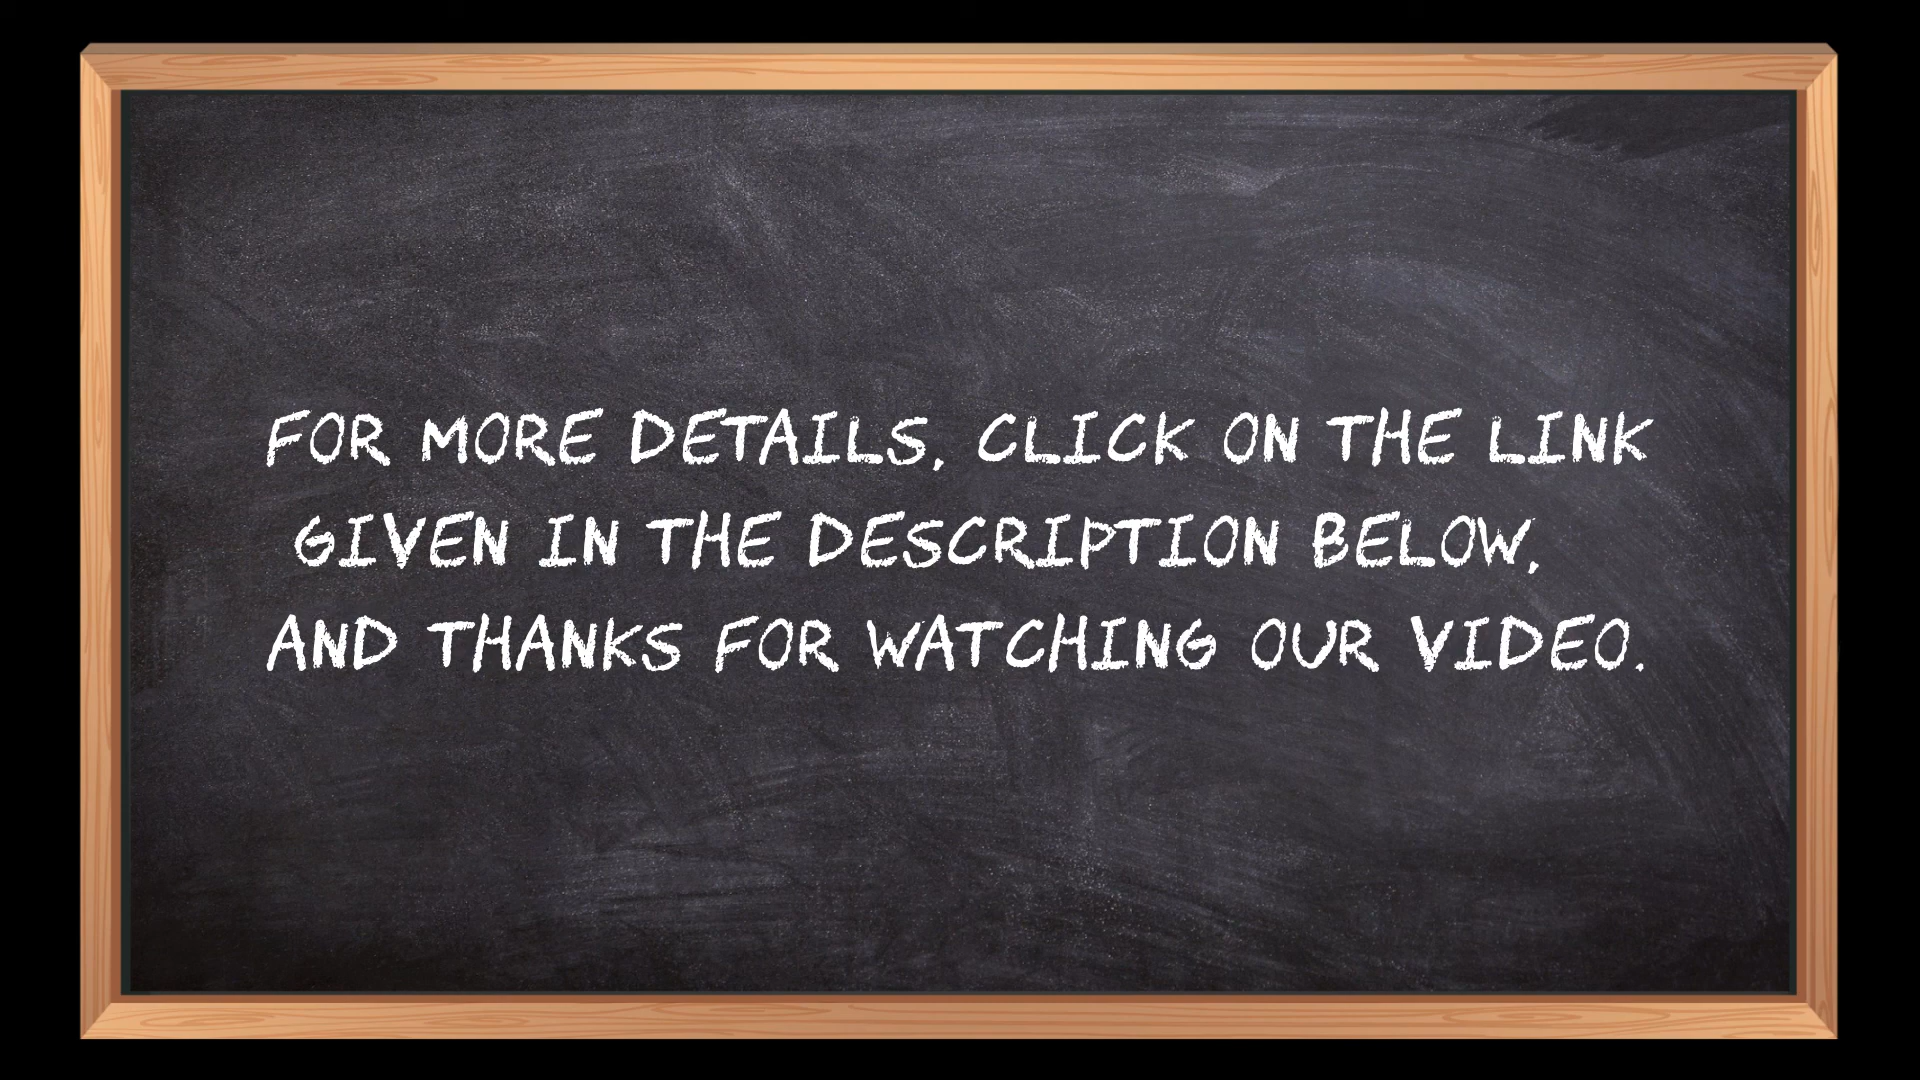 FOR MORE DETAILS, CLICK ON THE LINK
GIVEN IN THE DESCRIPTION BELOW,
AND THANKS FOR WATCHING OUR VIDEO.